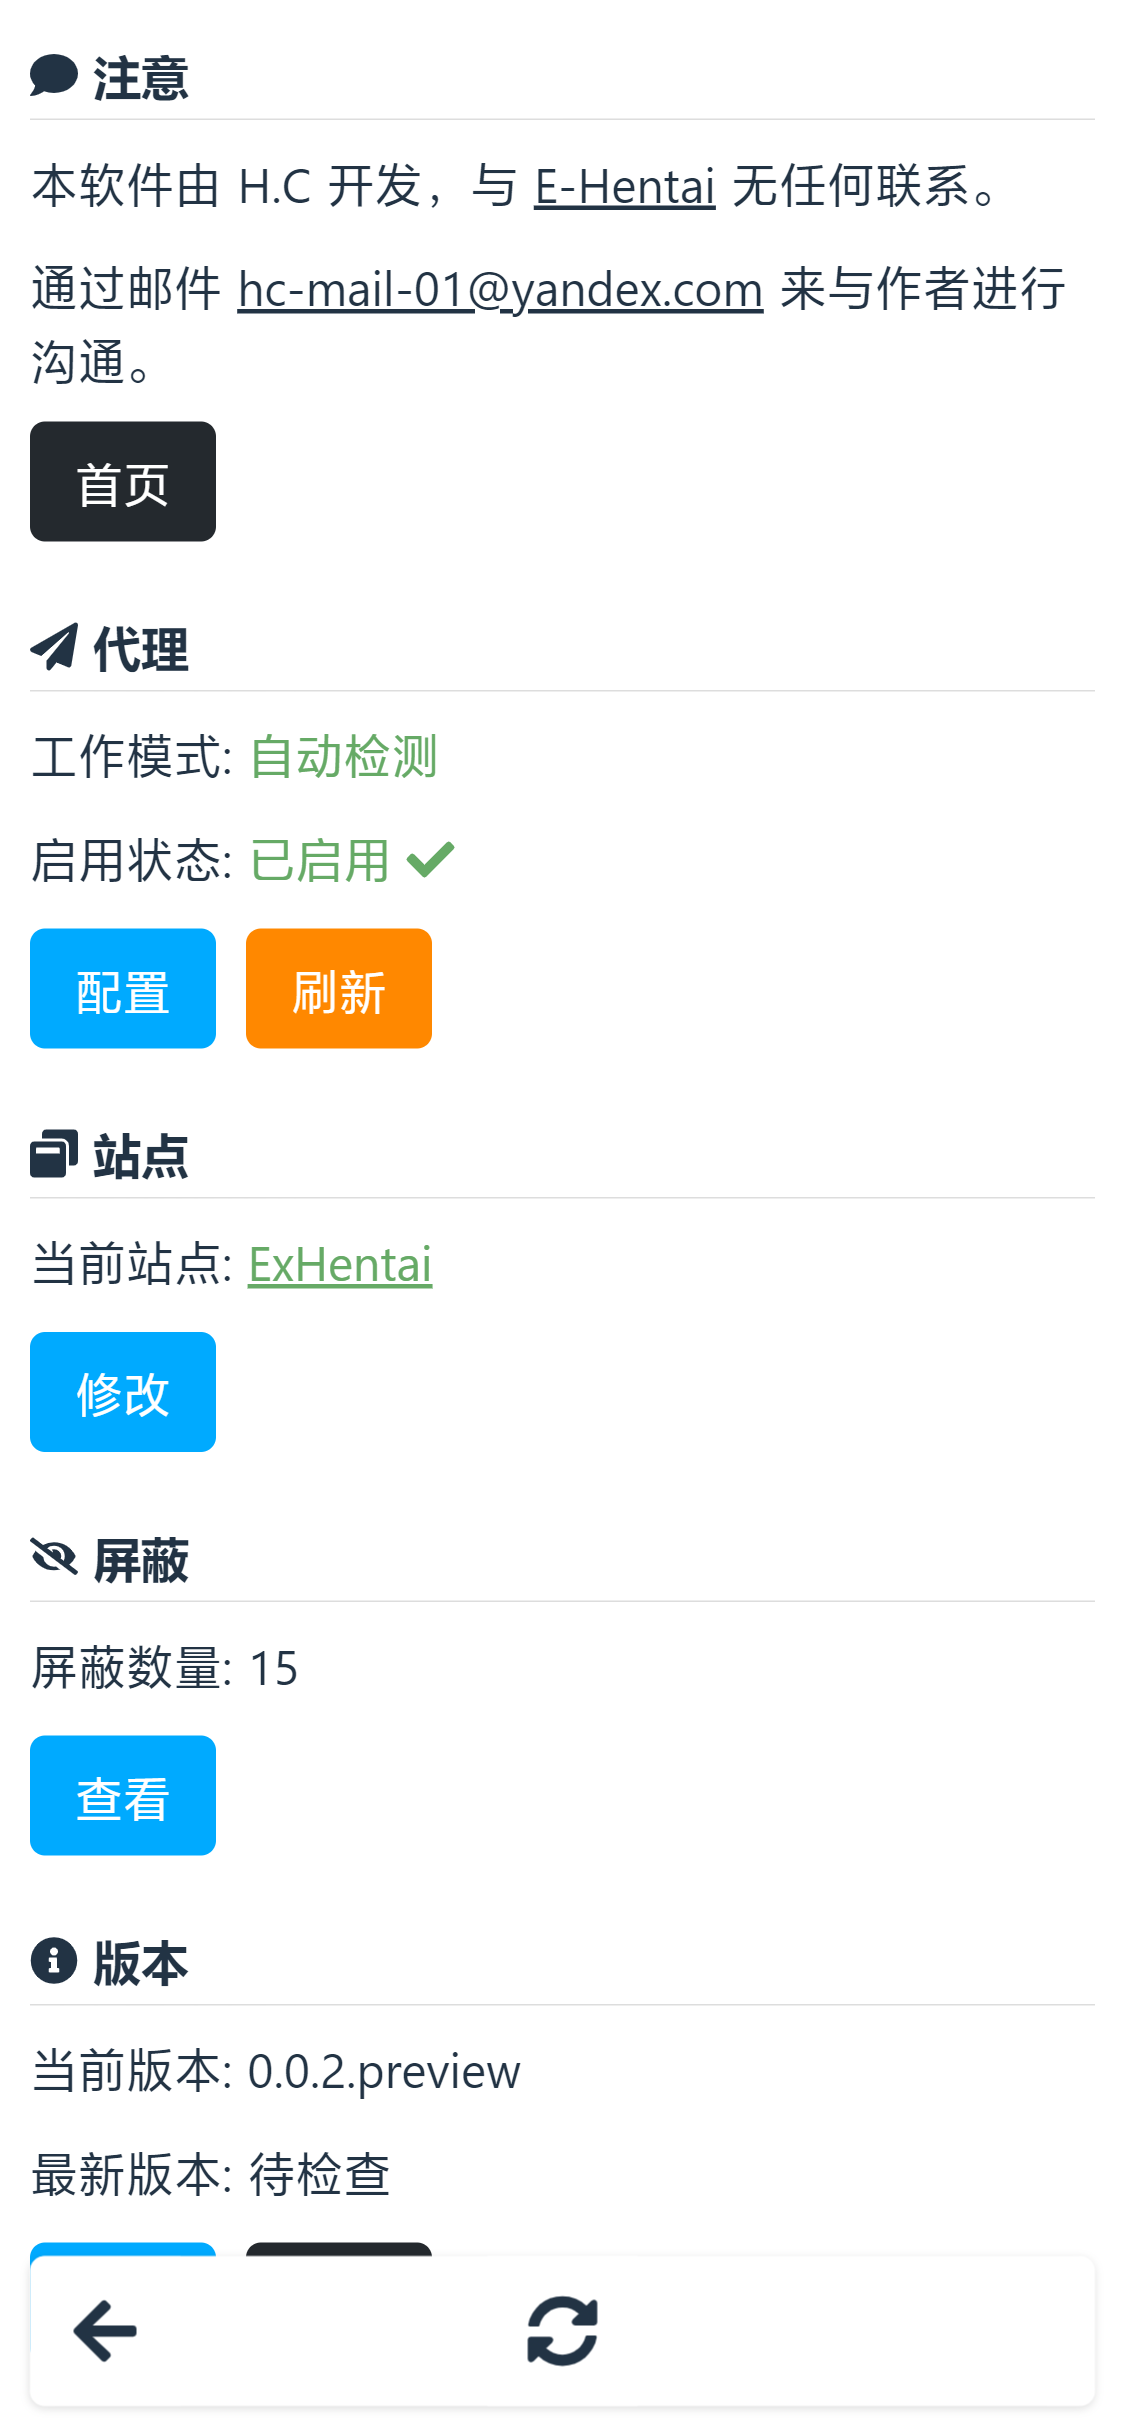 注意
本软件由 H.C 开发，与 E-Hentai 无任何联系。
通过邮件 hc-mail-01@yandex.com 来与作者进行
沟通。
首页
代理
工作模式: 自动检测
启用状态: 已启用
配置 刷新
站点
当前站点: ExHentai
修改
屏蔽
屏蔽数量: 15
查看
版本
当前版本: 0.0.2.preview
最新版本: 待检查